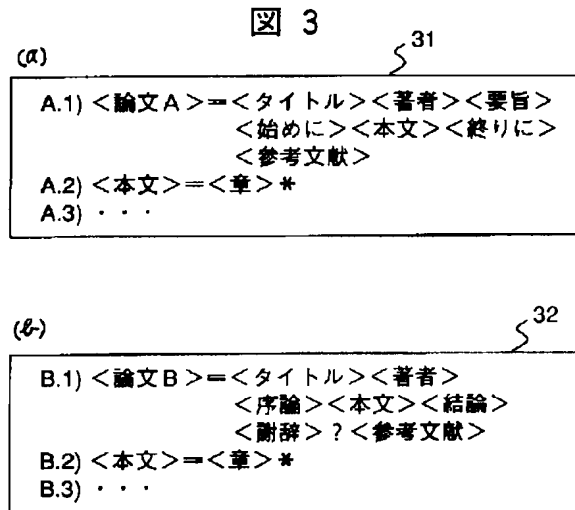 図 3
(a)
31
A.1) <論文A>=<タイトル><著者><要旨>
<始めに><本文><終りに>
<参考文献>
A.2) <本文>=<章>*
A.3) ・・・
(b)
32
B.1) <論文B>=<タイトル><著者>
<序論><本文><結論>
<謝辞>?<参考文献>
B.2) <本文>=<章>*
B.3) ・・・